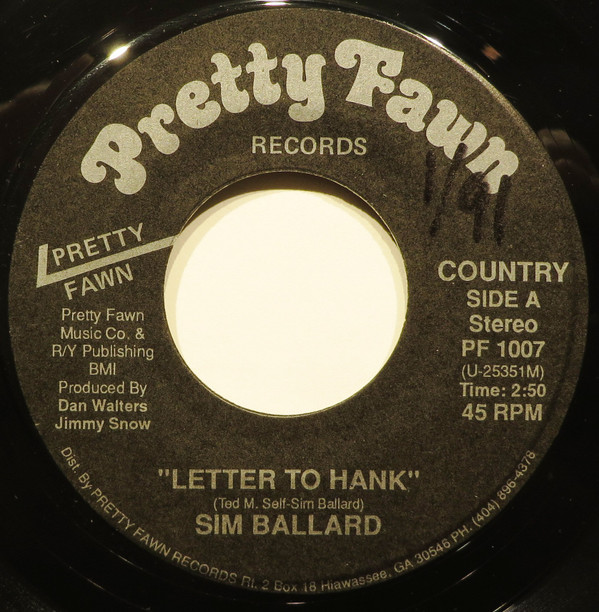 Pretty Fawn
RECORDS
1/91
PRETTY
FAWN
Pretty Fawn
Music Co. &
R/Y Publishing
BMI
Produced By
Dan Walters
Jimmy Snow
COUNTRY
SIDE A
Stereo
PF 1007
(U-25351M)
Time: 2:50
45 RPM
"LETTER TO HANK"
(Ted M. Self-Sim Ballard)
SIM BALLARD
Dist. By PRETTY FAWN RECORDS Rt. 2 Box 18 Hiawassee, GA 30546 PH. (404) 896-4378